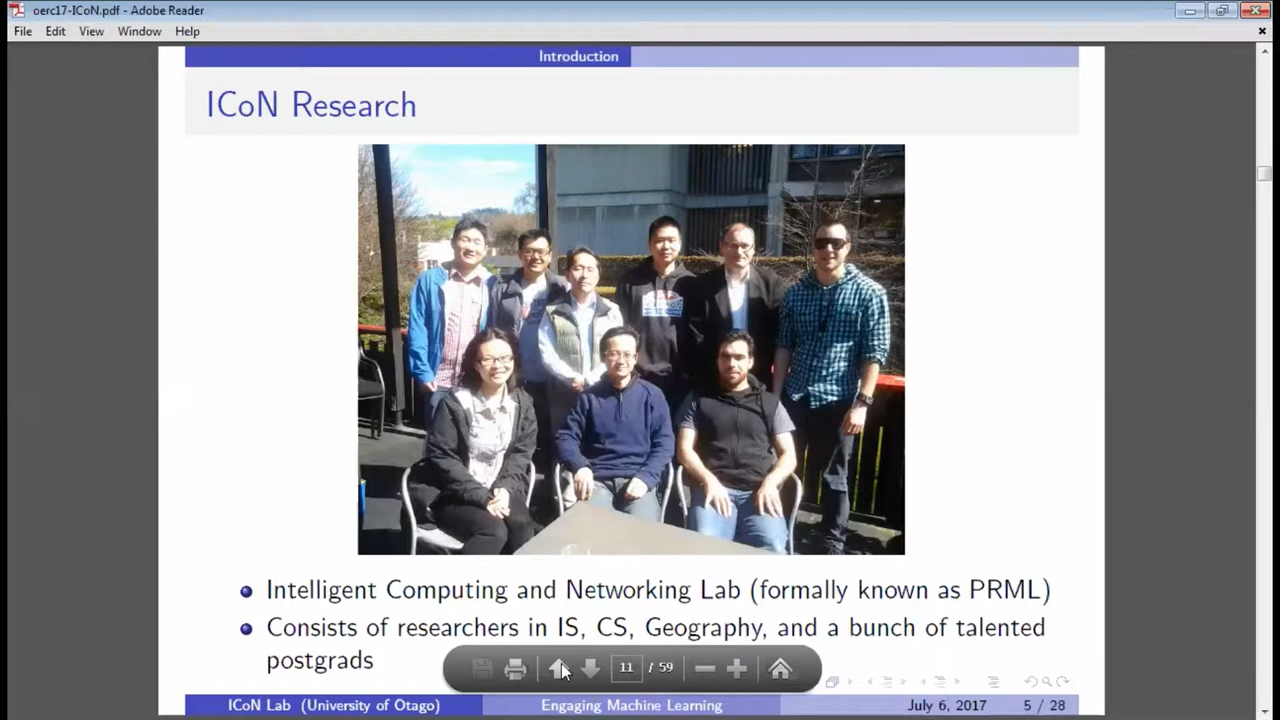 oerc17-ICoN.pdf - Adobe Reader
File Edit View Window Help
Introduction
ICoN Research
Intelligent Computing and Networking Lab (formally known as PRML)
Consists of researchers in IS, CS, Geography, and a bunch of talented
postgrads
11 / 59
ICoN Lab (University of Otago) Engaging Machine Learning July 6, 2017 5 / 28